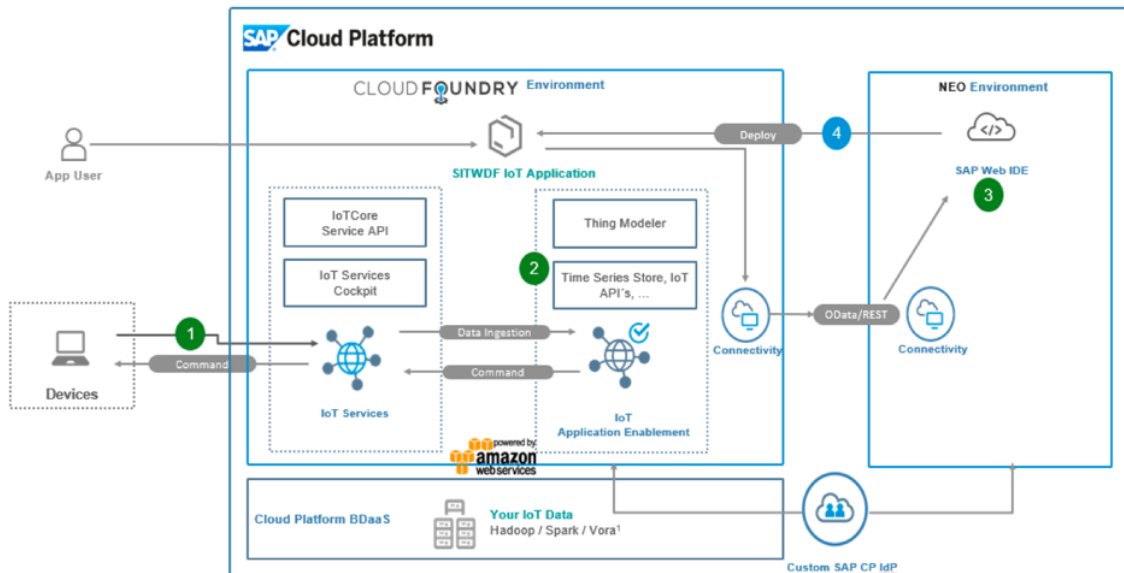 SAP Cloud Platform
CLOUD FOUNDRY Environment
NEO Environment
App User
SITWDF IoT Application
Deploy
4
SAP Web IDE
3
IoTCore
Service API
IoT Services
Cockpit
Thing Modeler
2
Time Series Store, IoT
API´s, ...
1
Command
Devices
IoT Services
Data Ingestion
Command
IoT
Application Enablement
Connectivity
OData/REST
Connectivity
powered by
amazon
webservices
Cloud Platform BDaaS
Your IoT Data
Hadoop / Spark / Vora¹
Custom SAP CP IdP